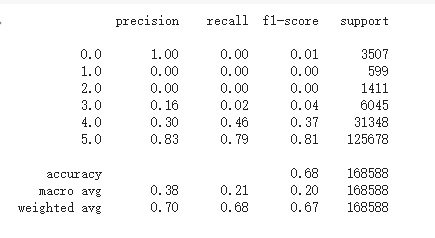 precision recall f1-score support
0.0 1.00 0.00 0.01 3507
1.0 0.00 0.00 0.00 599
2.0 0.00 0.00 0.00 1411
3.0 0.16 0.02 0.04 6045
4.0 0.30 0.46 0.37 31348
5.0 0.83 0.79 0.81 125678
accuracy 0.68 168588
macro avg 0.38 0.21 0.20 168588
weighted avg 0.70 0.68 0.67 168588